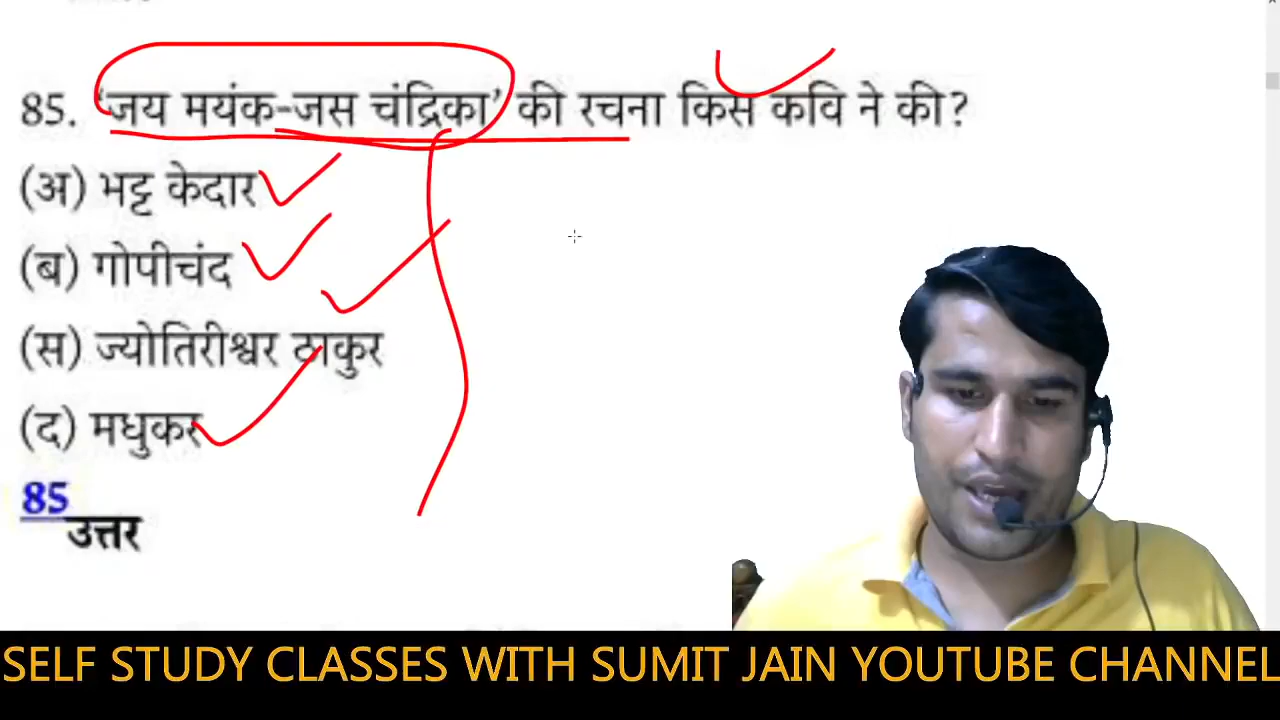 85. 'जय मयंक-जस चंद्रिका' की रचना किस कवि ने की?
(अ) भट्ट केदार
(ब) गोपीचंद
(स) ज्योतिरीश्वर ठाकुर
(द) मधुकर
85
उत्तर
SELF STUDY CLASSES WITH SUMIT JAIN YOUTUBE CHANNEL